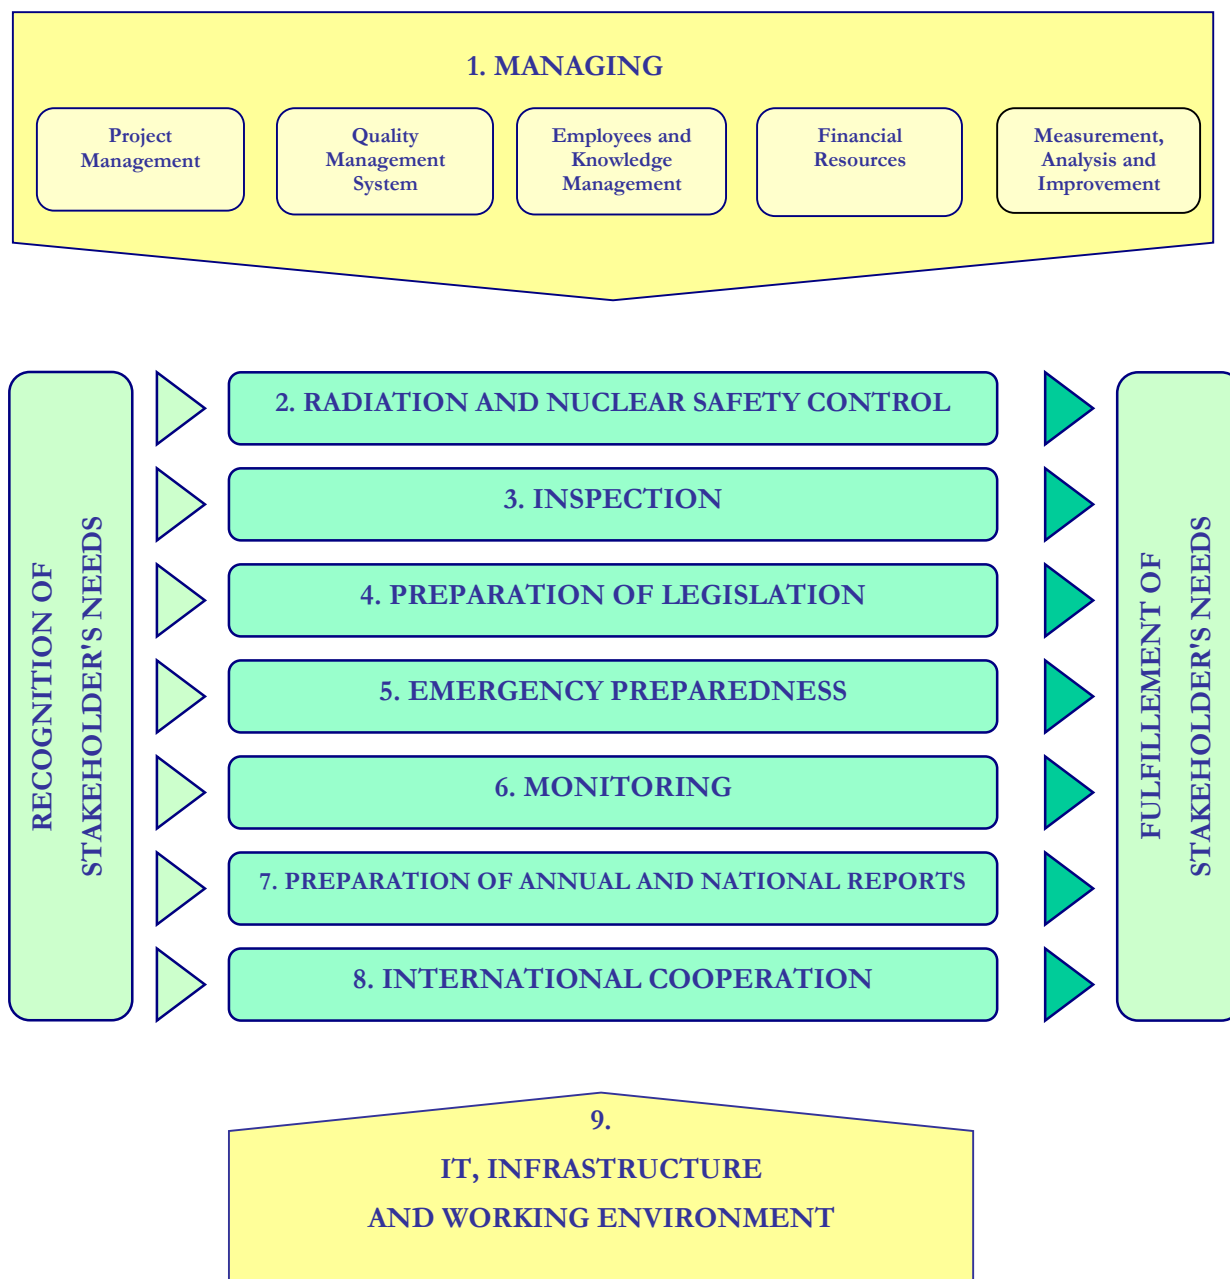 1. MANAGING
Project
Management
Quality
Management
System
Employees and
Knowledge
Management
Financial
Resources
Measurement,
Analysis and
Improvement
RECOGNITION OF
STAKEHOLDER'S NEEDS
2. RADIATION AND NUCLEAR SAFETY CONTROL
3. INSPECTION
4. PREPARATION OF LEGISLATION
5. EMERGENCY PREPAREDNESS
6. MONITORING
7. PREPARATION OF ANNUAL AND NATIONAL REPORTS
8. INTERNATIONAL COOPERATION
FULFILLEMENT OF
STAKEHOLDER'S NEEDS
9.
IT, INFRASTRUCTURE
AND WORKING ENVIRONMENT